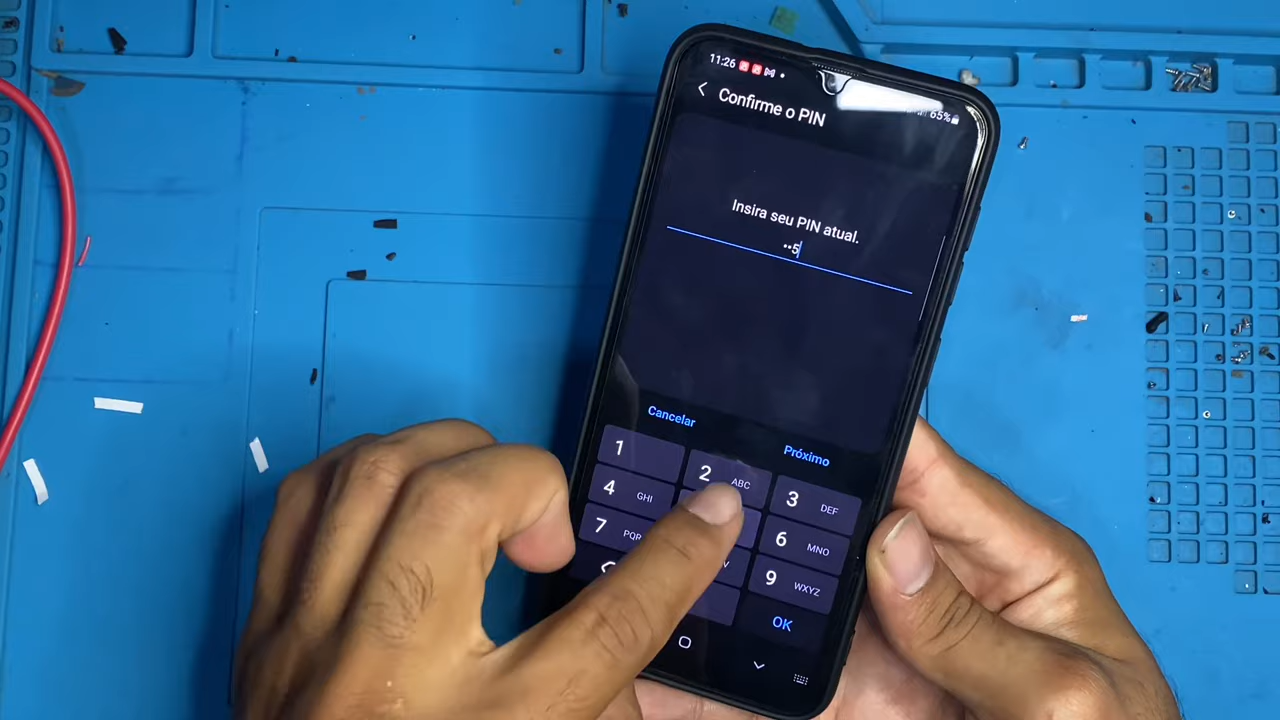 11:26 65%
Confirme o PIN
Insira seu PIN atual.
••5
Cancelar
Próximo
1
2 ABC
3 DEF
4 GHI
6 MNO
7 PQR
9 WXYZ
OK